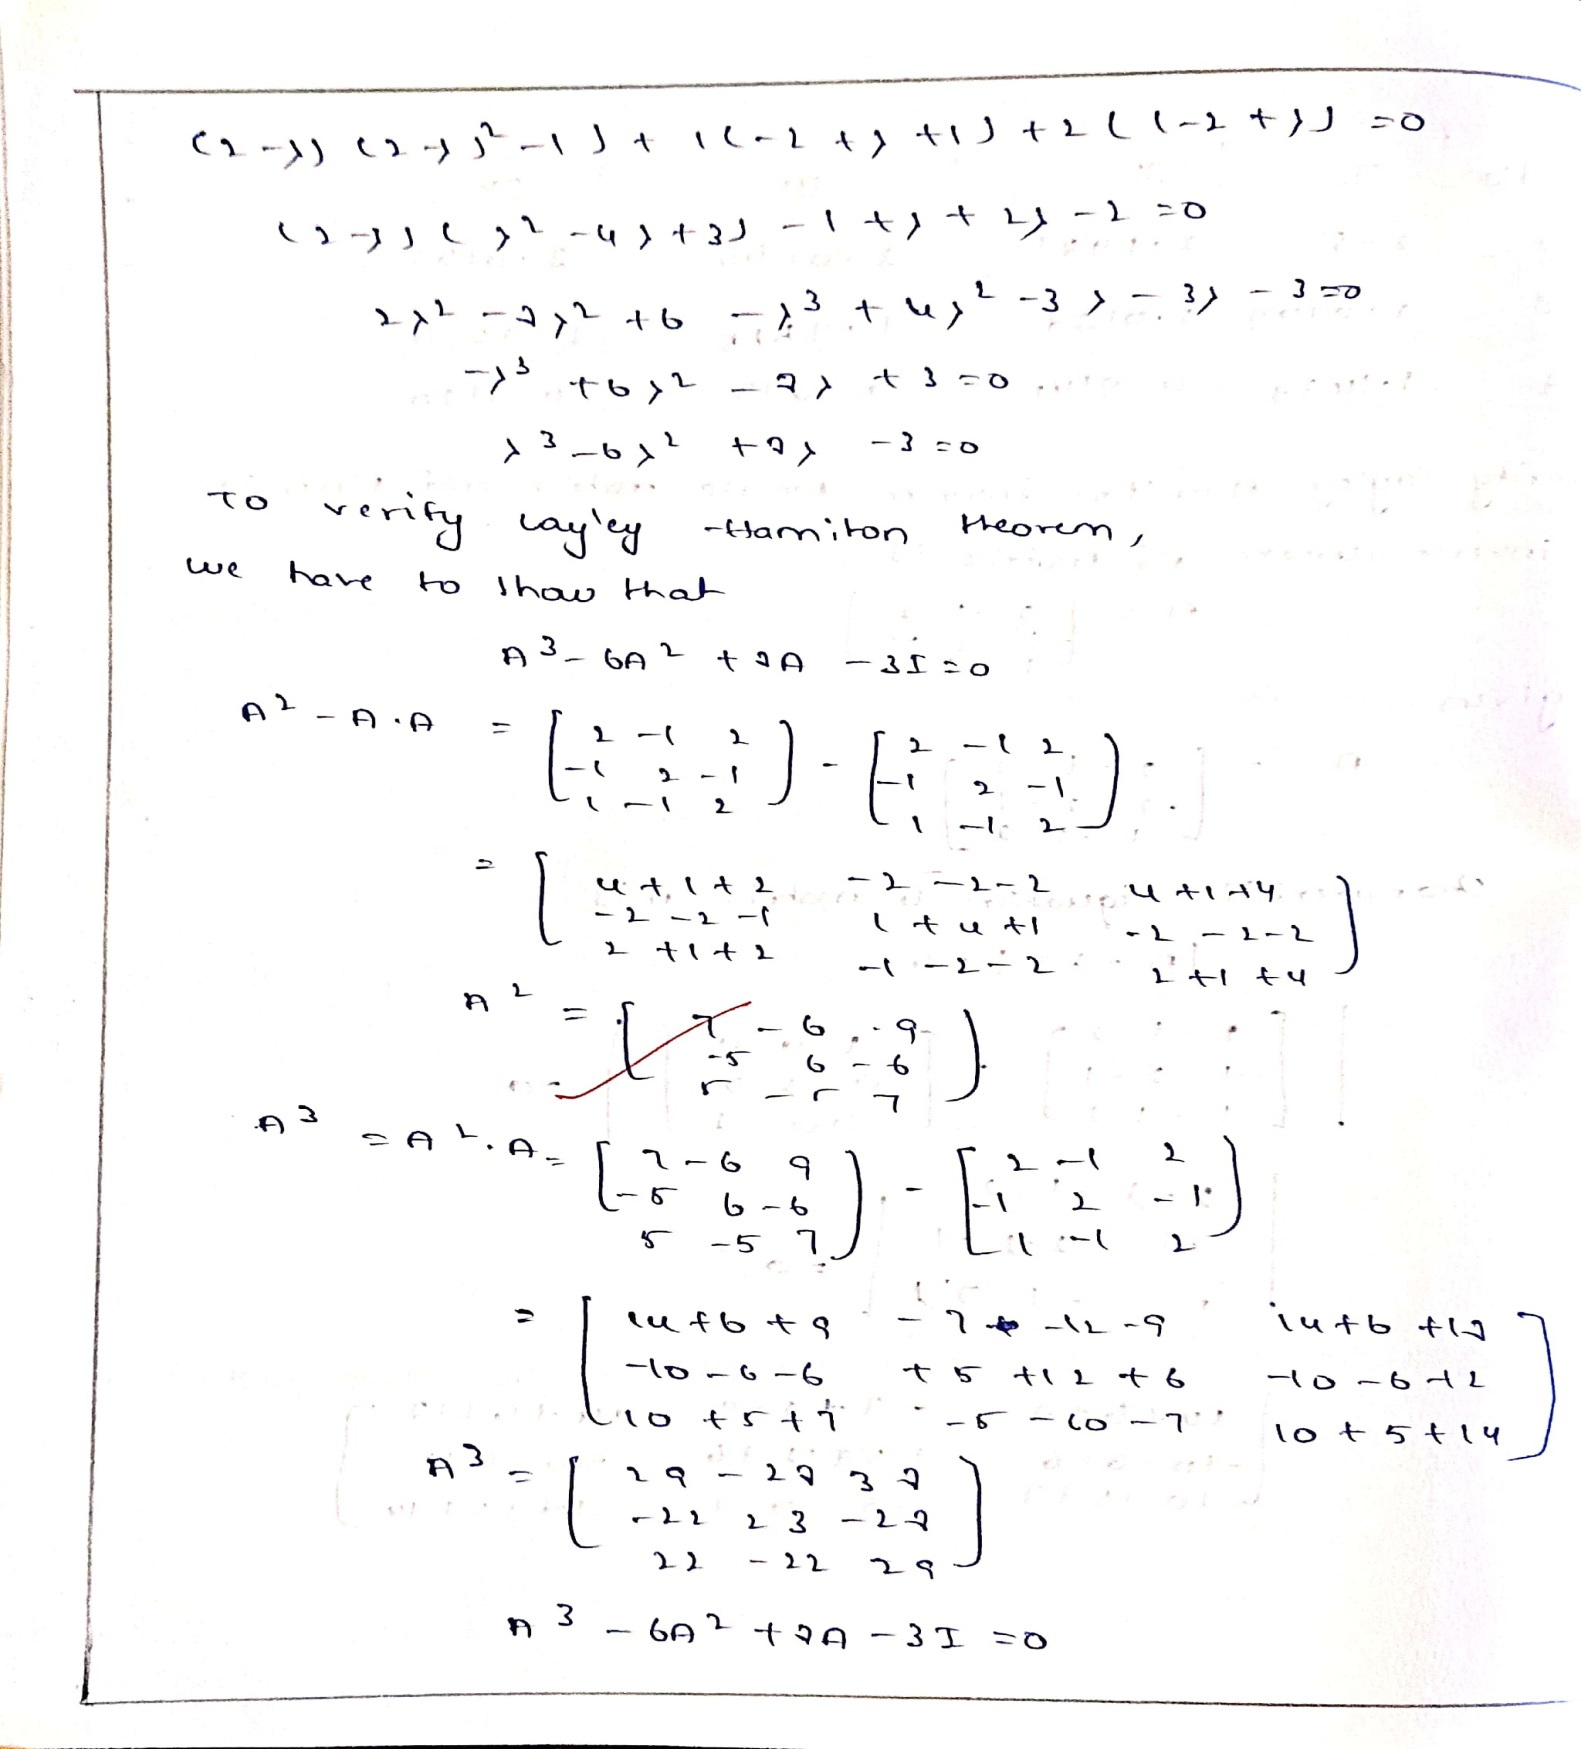 (2-λ) (2-λ)²-1) + 1(-2 +λ +1) +2 (1-2 +λ) =0
(2-λ) (λ² -4λ+3) -1 +λ + 2λ -2 =0
2λ² -8λ² +6 -λ³ + 4λ² -3λ - 3λ - 3=0
-λ³ +6λ² -8λ +3=0
λ³ -6λ² +8λ -3=0
To verify cayley -Hamilton theorem,
we have to show that
A³- 6A² +8A -3I=0
A² - A.A = [ 2 -1 2 ] - [ 2 -1 2 ]
-1 2 -1 -1 2 -1
1 -1 2 1 -1 2
= [ 4+1+2 -2 -2-2 4+1+4 ]
-2 -2 -1 1+4+1 -2 -2-2
2 +1+2 -1 -2-2 2+1+4
A² = [ 7 -6 9 ]
-5 6 -6
5 -5 7
A³ = A².A = [ 7 -6 9 ] - [ 2 -1 2 ]
-5 6 -6 -1 2 -1
5 -5 7 1 -1 2
= [ 14+6+9 -7 -12 -9 14+6 +18 ]
-10 -6 -6 +5 +12 +6 -10 -6 -12
10 +5+7 -5 -10 -7 10 + 5 +14
A³ = [ 29 -28 38 ]
-22 23 -28
22 -22 29
A³ - 6A² +8A -3I =0